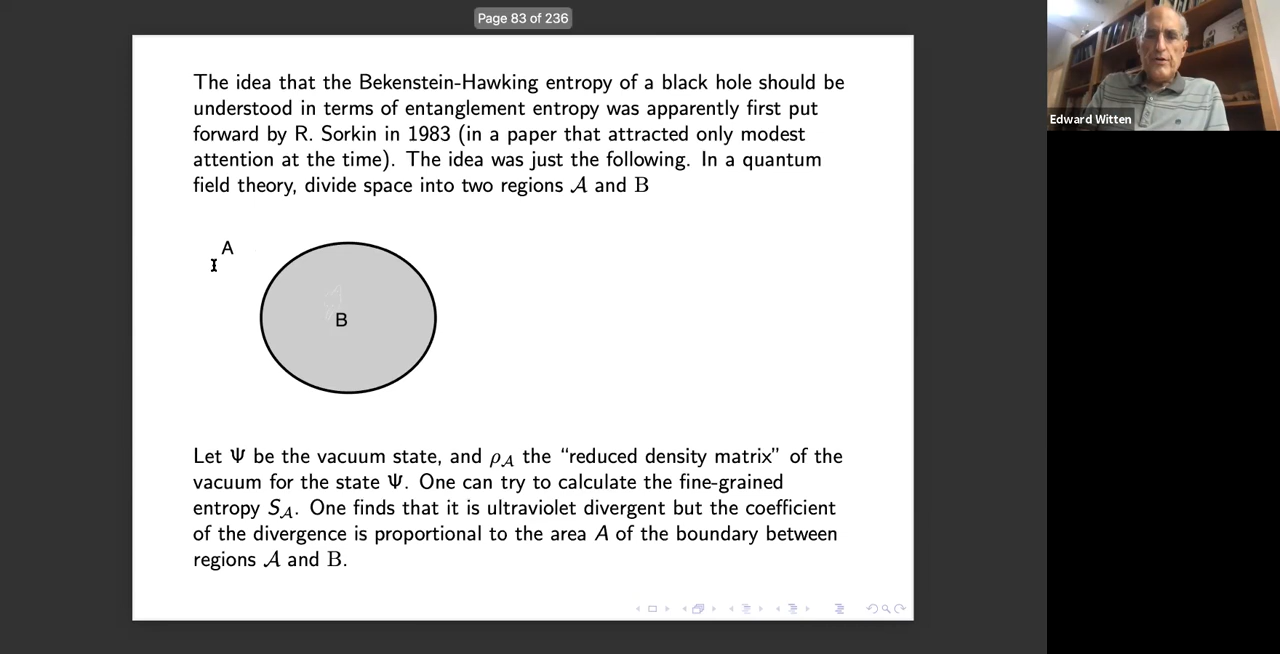 Page 83 of 236
Edward Witten
The idea that the Bekenstein-Hawking entropy of a black hole should be
understood in terms of entanglement entropy was apparently first put
forward by R. Sorkin in 1983 (in a paper that attracted only modest
attention at the time). The idea was just the following. In a quantum
field theory, divide space into two regions 𝒜 and B
A
B
Let Ψ be the vacuum state, and ρ𝒜 the “reduced density matrix” of the
vacuum for the state Ψ. One can try to calculate the fine-grained
entropy S𝒜. One finds that it is ultraviolet divergent but the coefficient
of the divergence is proportional to the area A of the boundary between
regions 𝒜 and B.